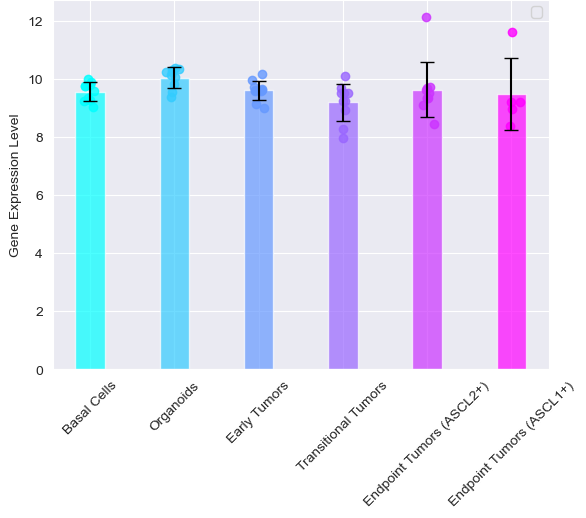 Gene Expression Level
12
10
8
6
4
2
0
Basal Cells
Organoids
Early Tumors
Transitional Tumors
Endpoint Tumors (ASCL2+)
Endpoint Tumors (ASCL1+)